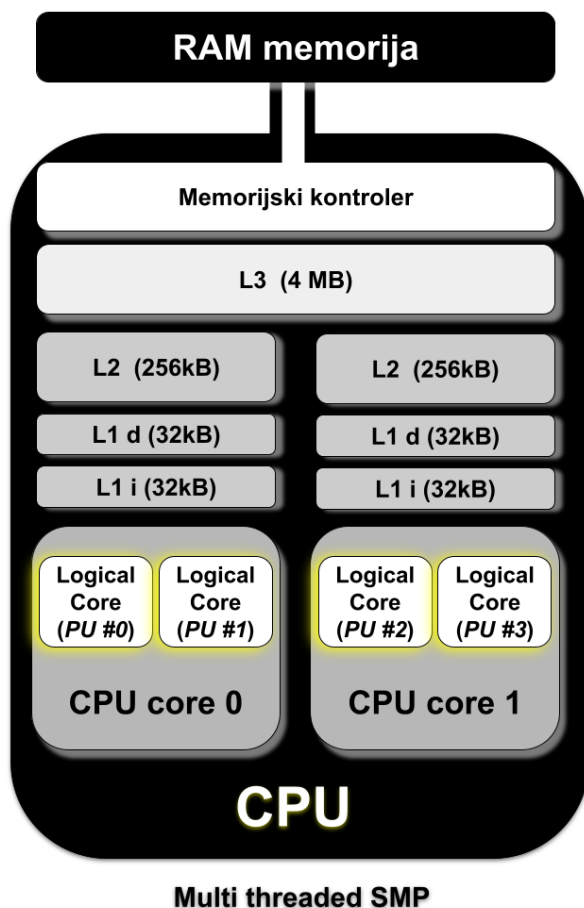 RAM memorija
Memorijski kontroler
L3 (4 MB)
L2 (256kB)
L2 (256kB)
L1 d (32kB)
L1 d (32kB)
L1 i (32kB)
L1 i (32kB)
Logical
Core
(PU #0)
Logical
Core
(PU #1)
Logical
Core
(PU #2)
Logical
Core
(PU #3)
CPU core 0
CPU core 1
CPU
Multi threaded SMP